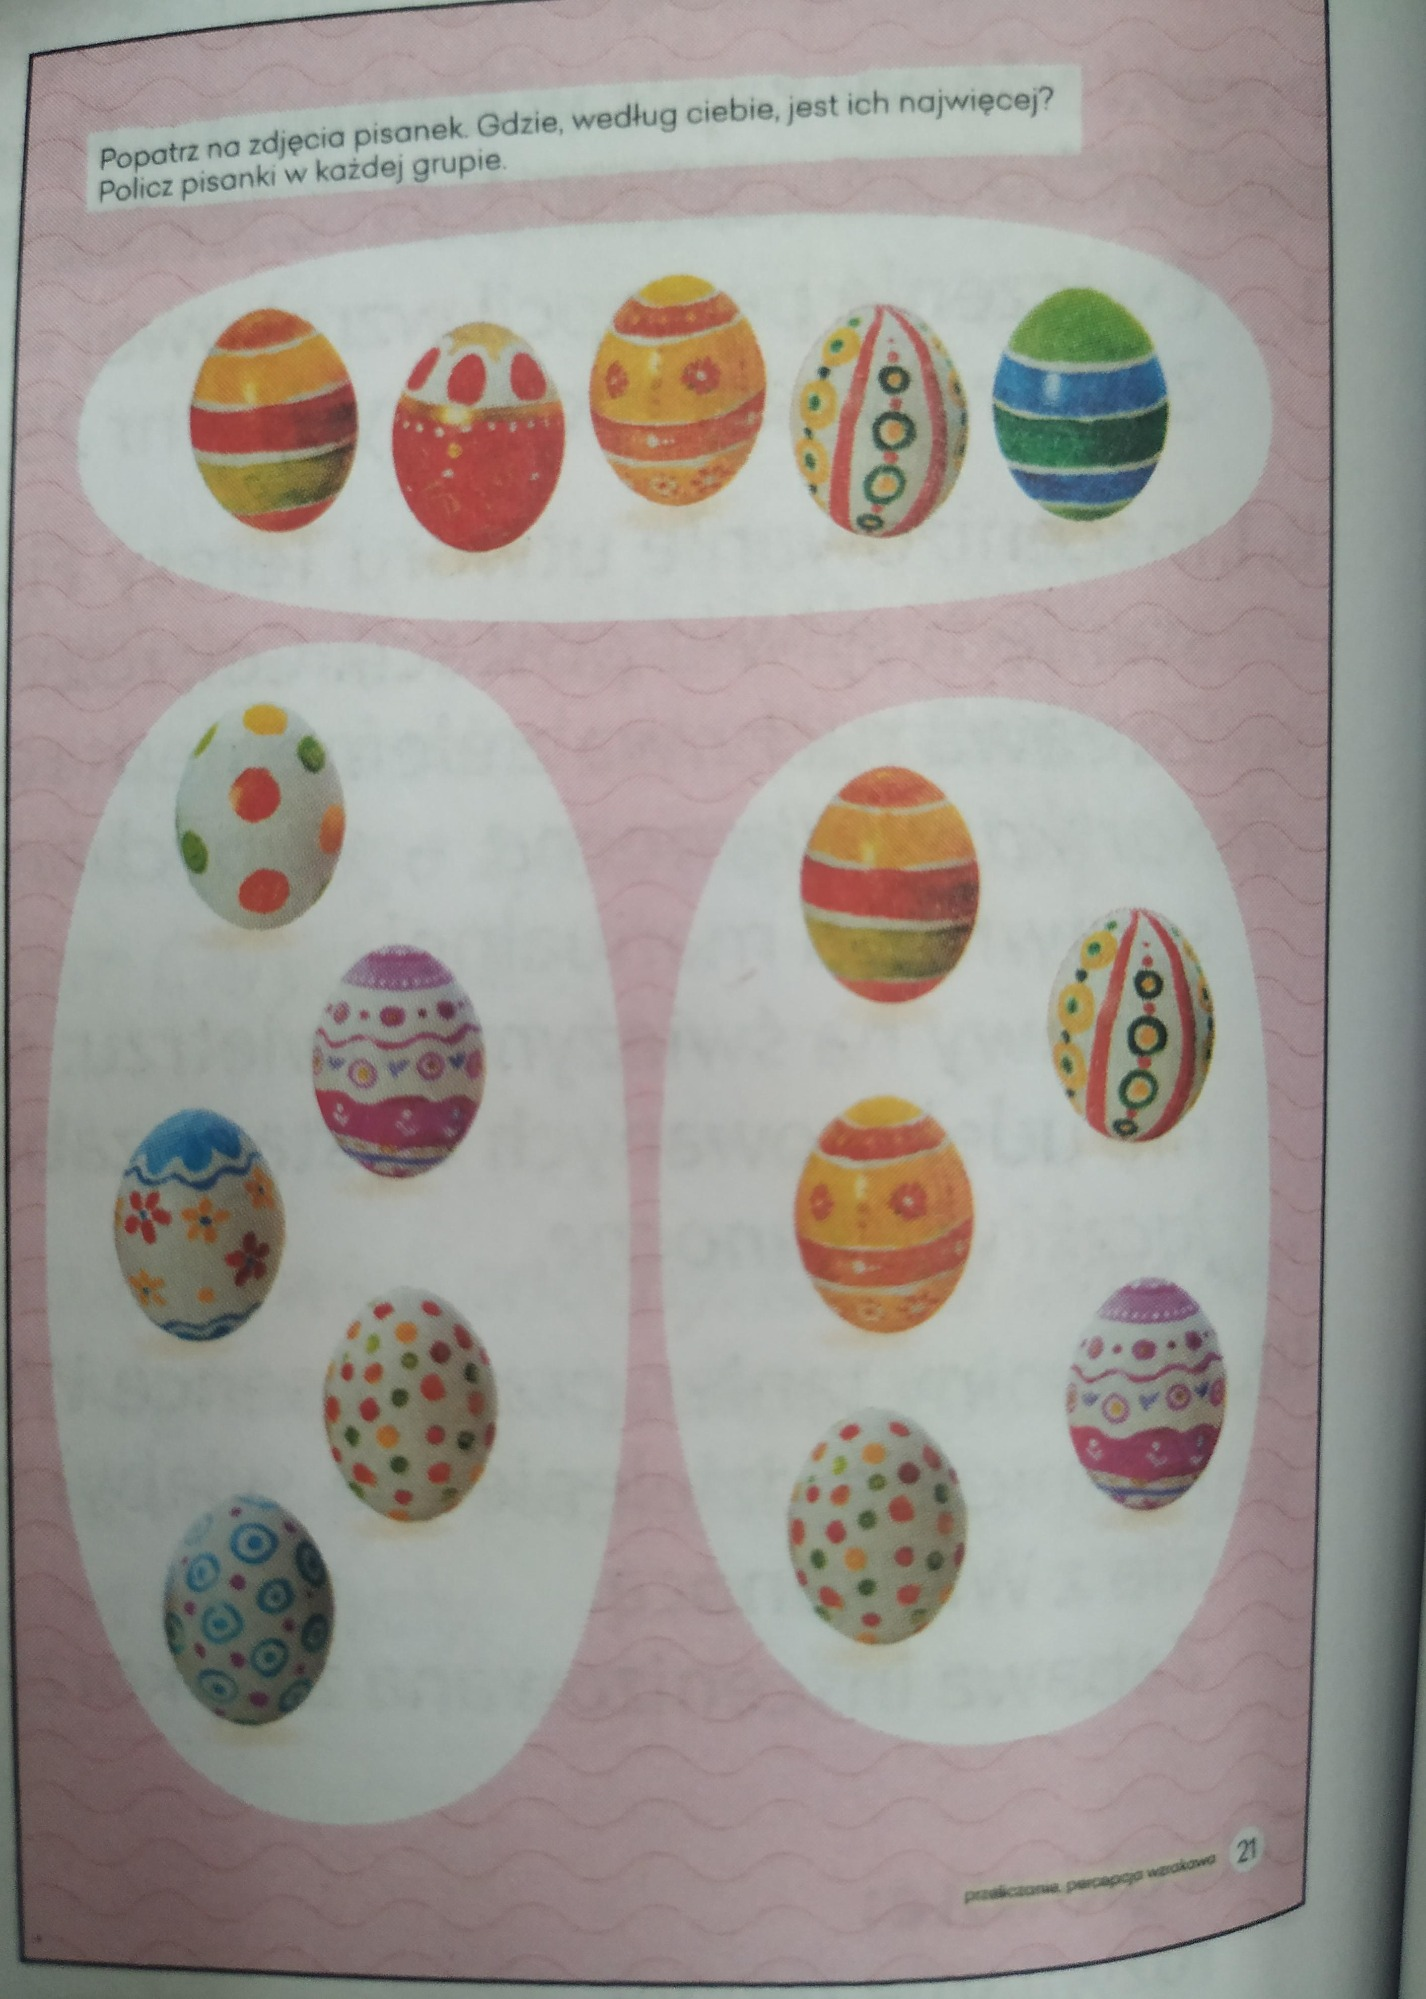 Popatrz na zdjęcia pisanek. Gdzie, według ciebie, jest ich najwięcej?
Policz pisanki w każdej grupie.
przeliczanie, percepcja wzrokowa
21